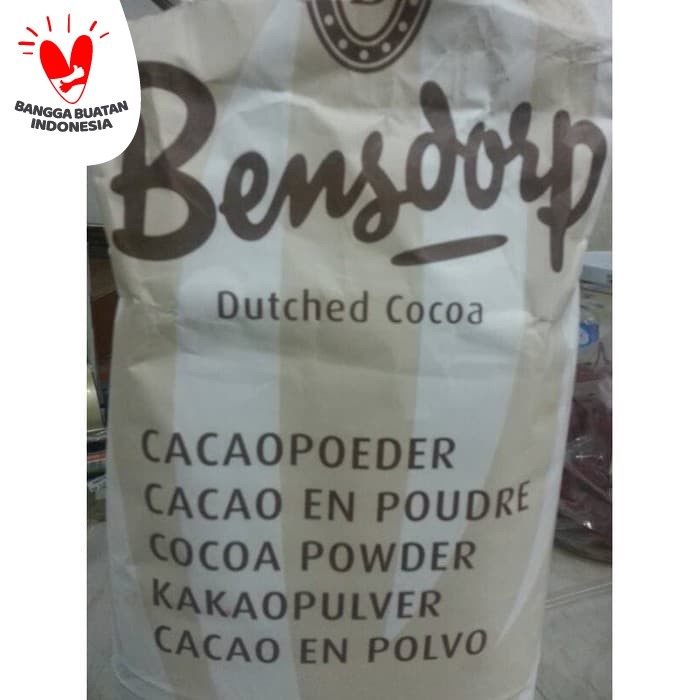 BANGGA BUATAN
INDONESIA
Bensdorp
Dutched Cocoa
CACAOPOEDER
CACAO EN POUDRE
COCOA POWDER
KAKAOPULVER
CACAO EN POLVO